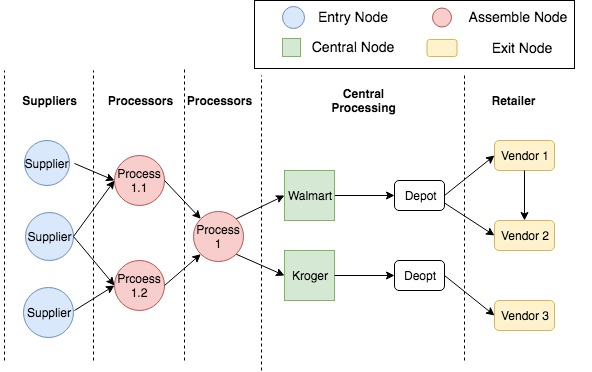 Entry Node
Assemble Node
Central Node
Exit Node
Suppliers
Processors
Processors
Central
Processing
Retailer
Supplier
Supplier
Supplier
Process
1.1
Prcoess
1.2
Process
1
Walmart
Kroger
Depot
Deopt
Vendor 1
Vendor 2
Vendor 3